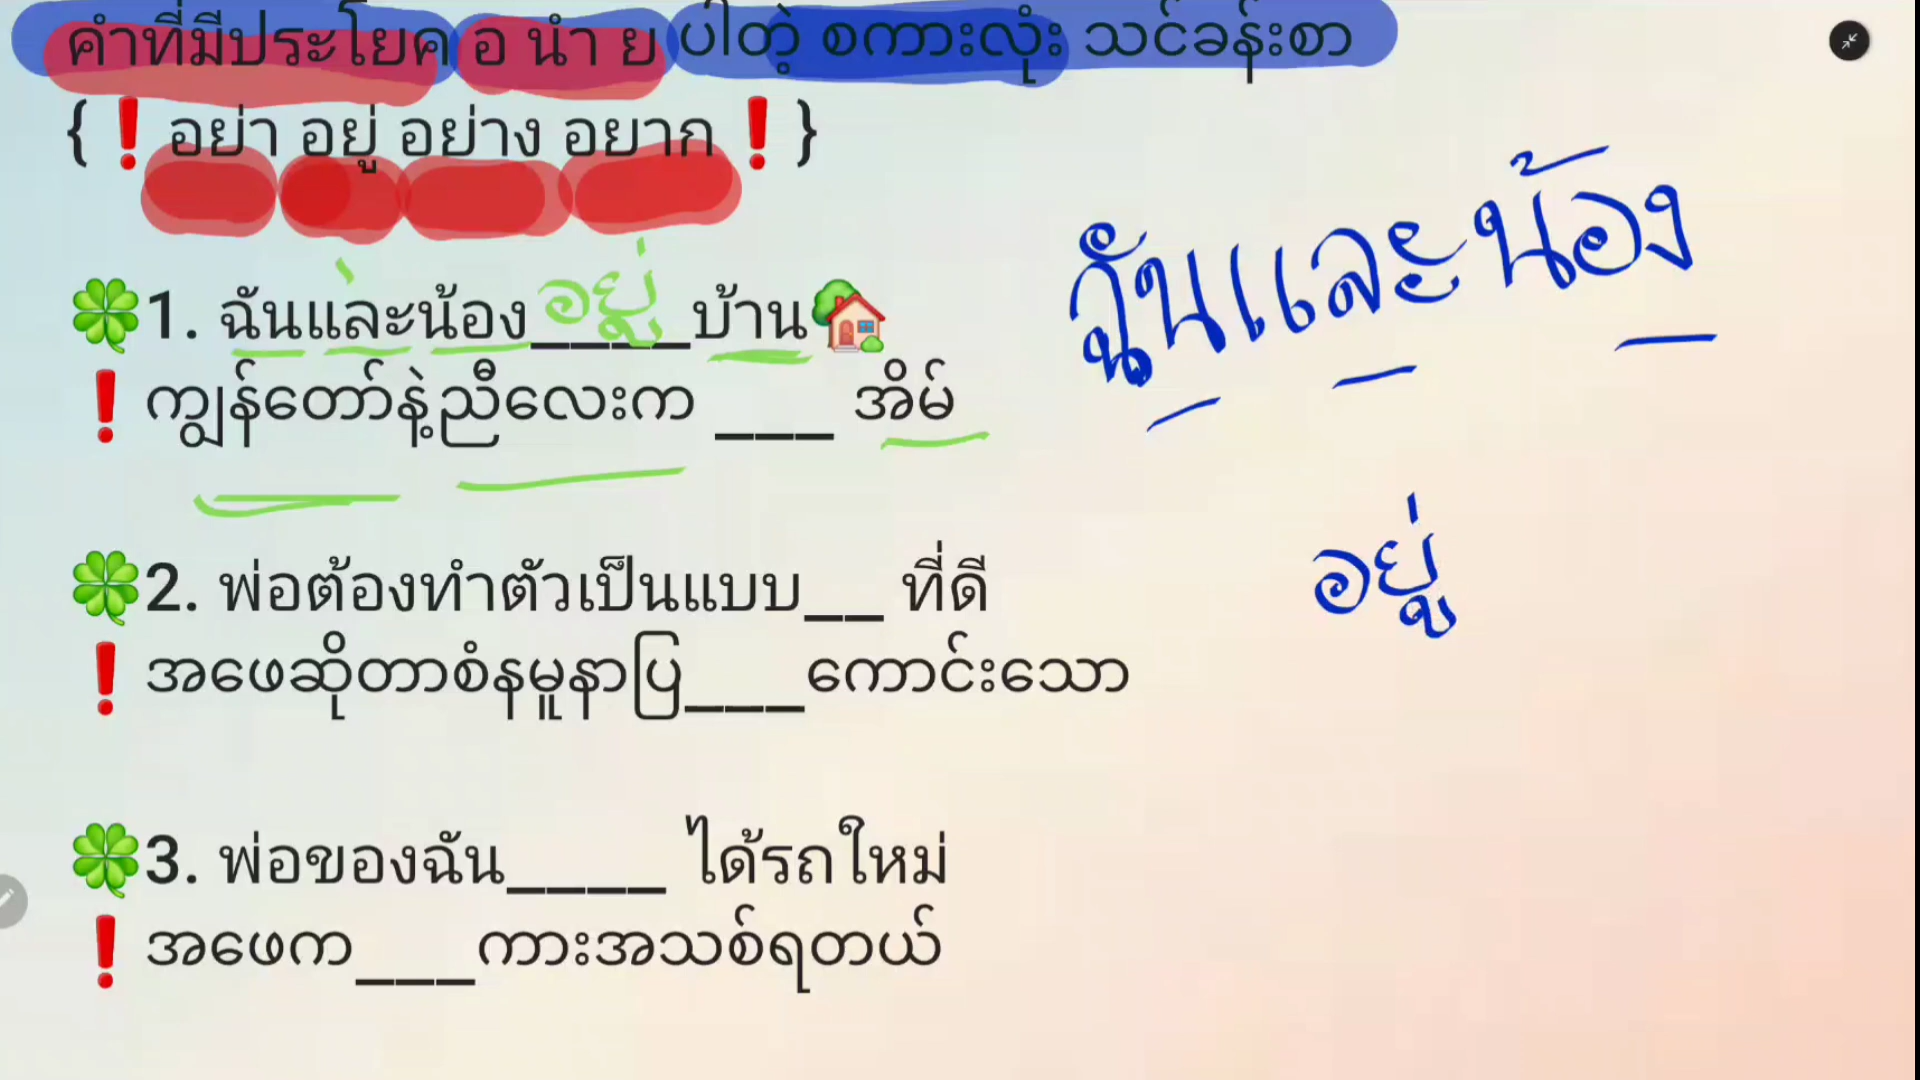 คำที่มีประโยค อ นำ ย ပါတဲ့ စကားလုံး သင်ခန်းစာ
{❗อย่า อยู่ อย่าง อยาก❗}
🍀1. ฉันและน้อง____บ้าน🏡
อยู่
❗ကျွန်တော်နဲ့ညီလေးက ___ အိမ်
ฉันและน้อง
อยู่
🍀2. พ่อต้องทำตัวเป็นแบบ__ ที่ดี
❗အဖေဆိုတာစံနမူနာပြ___ကောင်းသော
🍀3. พ่อของฉัน____ ได้รถใหม่
❗အဖေက___ကားအသစ်ရတယ်